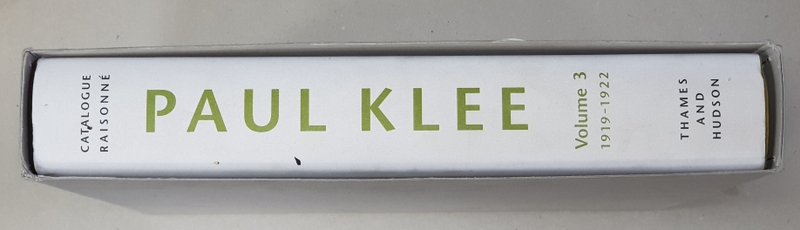 CATALOGUE
RAISONNÉ
PAUL KLEE
Volume 3
1919–1922
THAMES
AND
HUDSON